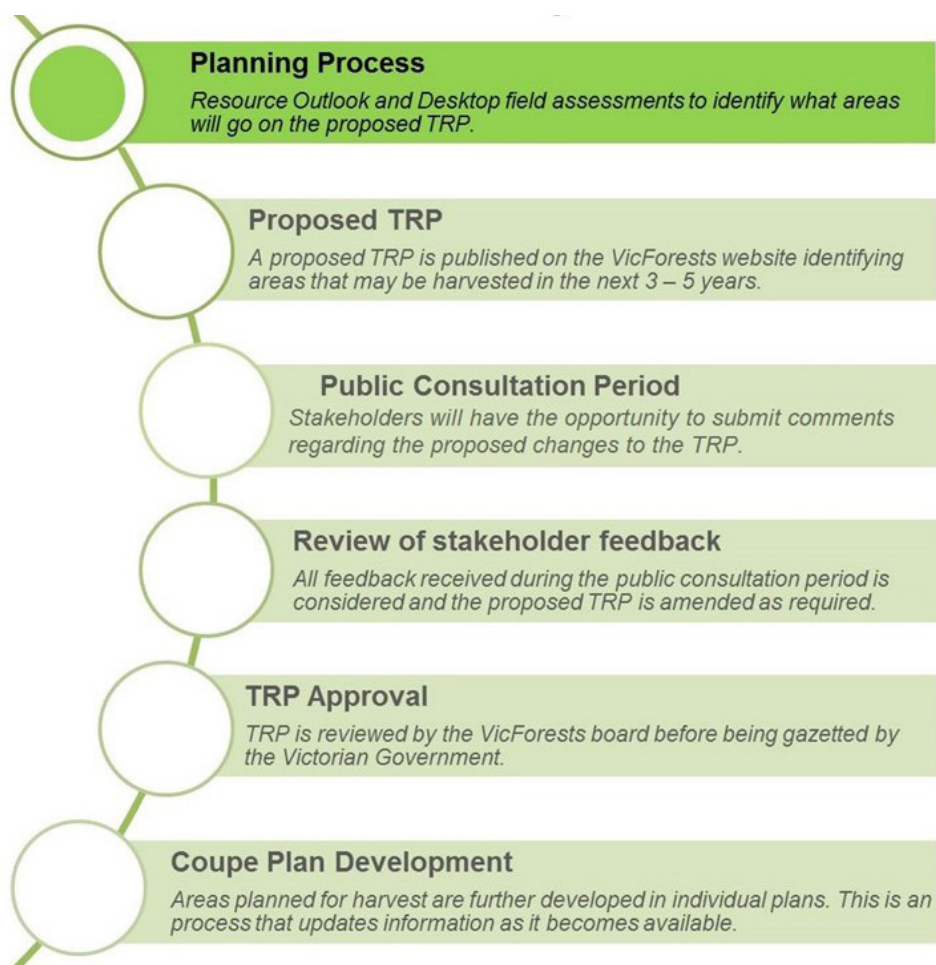 Planning Process
Resource Outlook and Desktop field assessments to identify what areas
will go on the proposed TRP.
Proposed TRP
A proposed TRP is published on the VicForests website identifying
areas that may be harvested in the next 3 – 5 years.
Public Consultation Period
Stakeholders will have the opportunity to submit comments
regarding the proposed changes to the TRP.
Review of stakeholder feedback
All feedback received during the public consultation period is
considered and the proposed TRP is amended as required.
TRP Approval
TRP is reviewed by the VicForests board before being gazetted by
the Victorian Government.
Coupe Plan Development
Areas planned for harvest are further developed in individual plans. This is an
process that updates information as it becomes available.